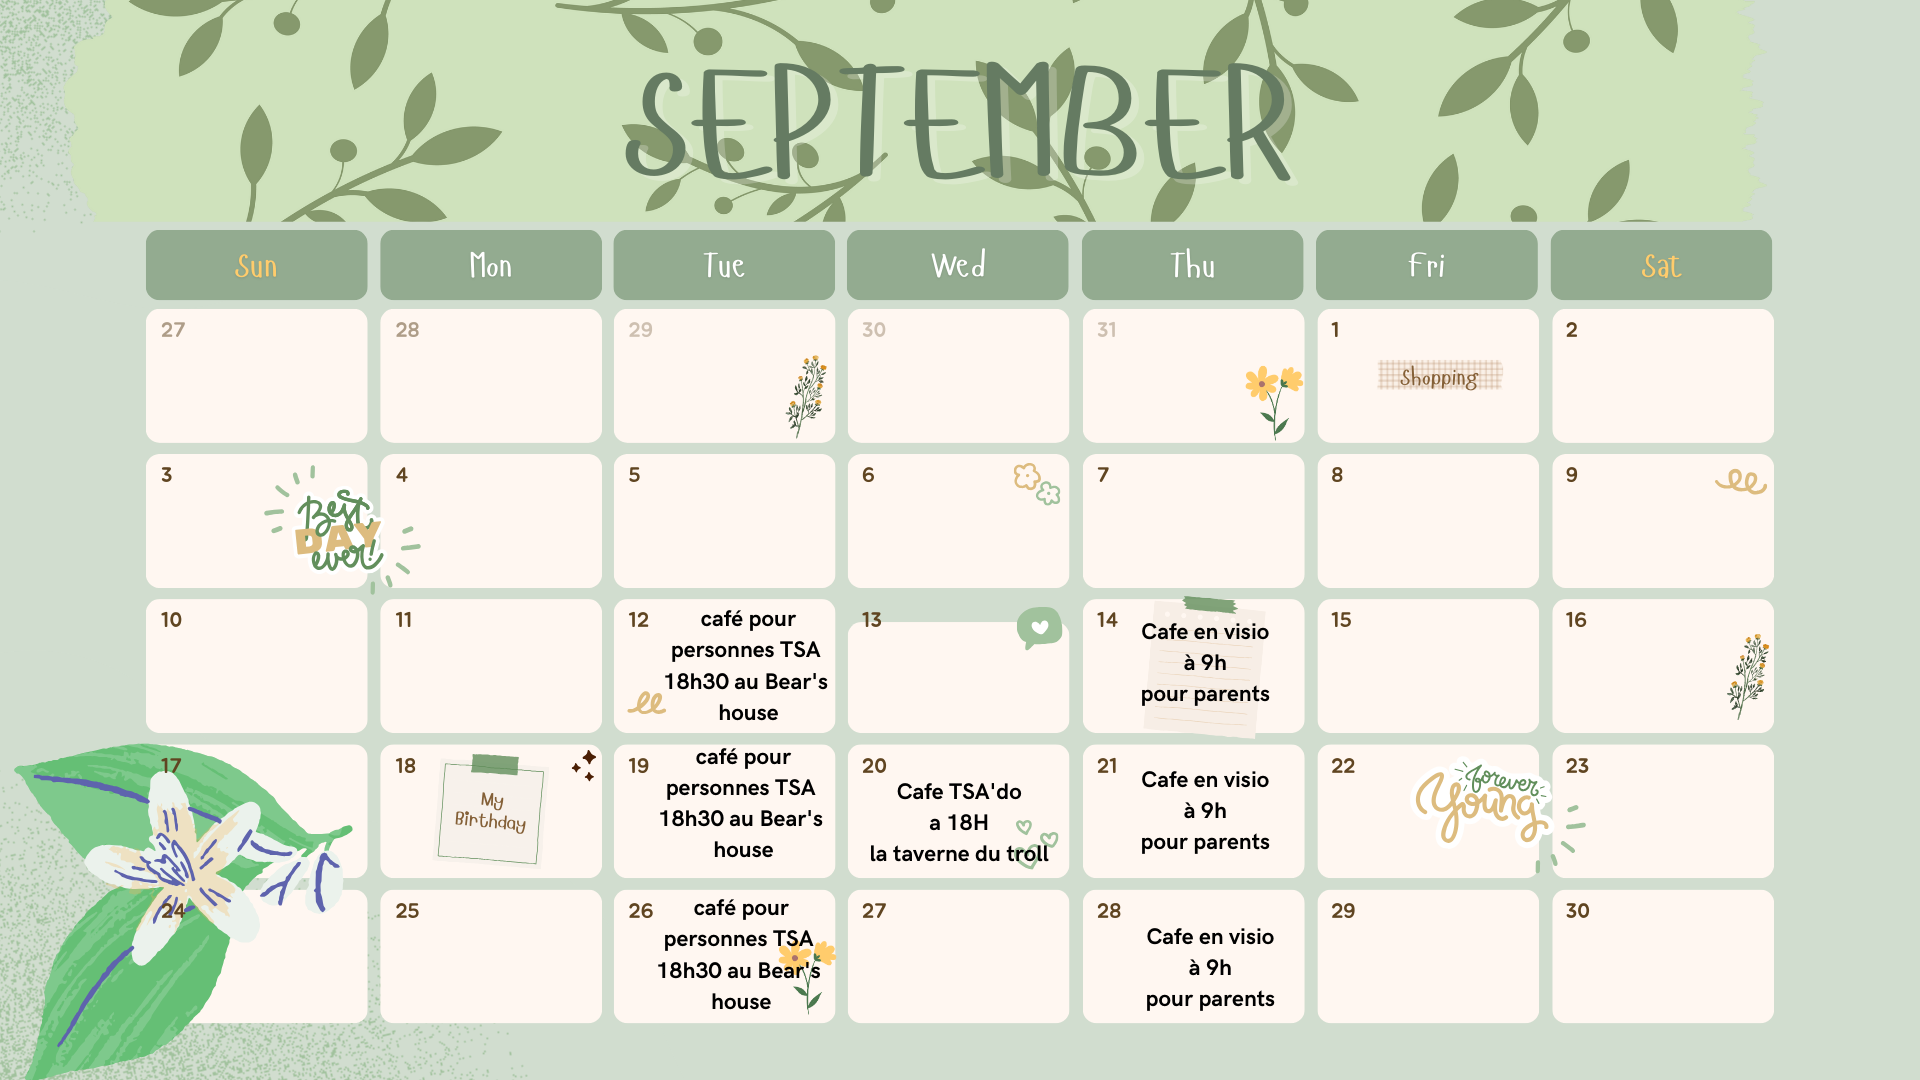 SEPTEMBER
Sun Mon Tue Wed Thu Fri Sat
27 28 29 30 31 1 2
Shopping
3 4 5 6 7 8 9
Best
DAY
ever!
10 11 12 13 14 15 16
café pour
personnes TSA
18h30 au Bear's
house
Cafe en visio
à 9h
pour parents
17 18 19 20 21 22 23
My
Birthday
café pour
personnes TSA
18h30 au Bear's
house
Cafe TSA'do
a 18H
la taverne du troll
Cafe en visio
à 9h
pour parents
forever
Young
24 25 26 27 28 29 30
café pour
personnes TSA
18h30 au Bear's
house
Cafe en visio
à 9h
pour parents